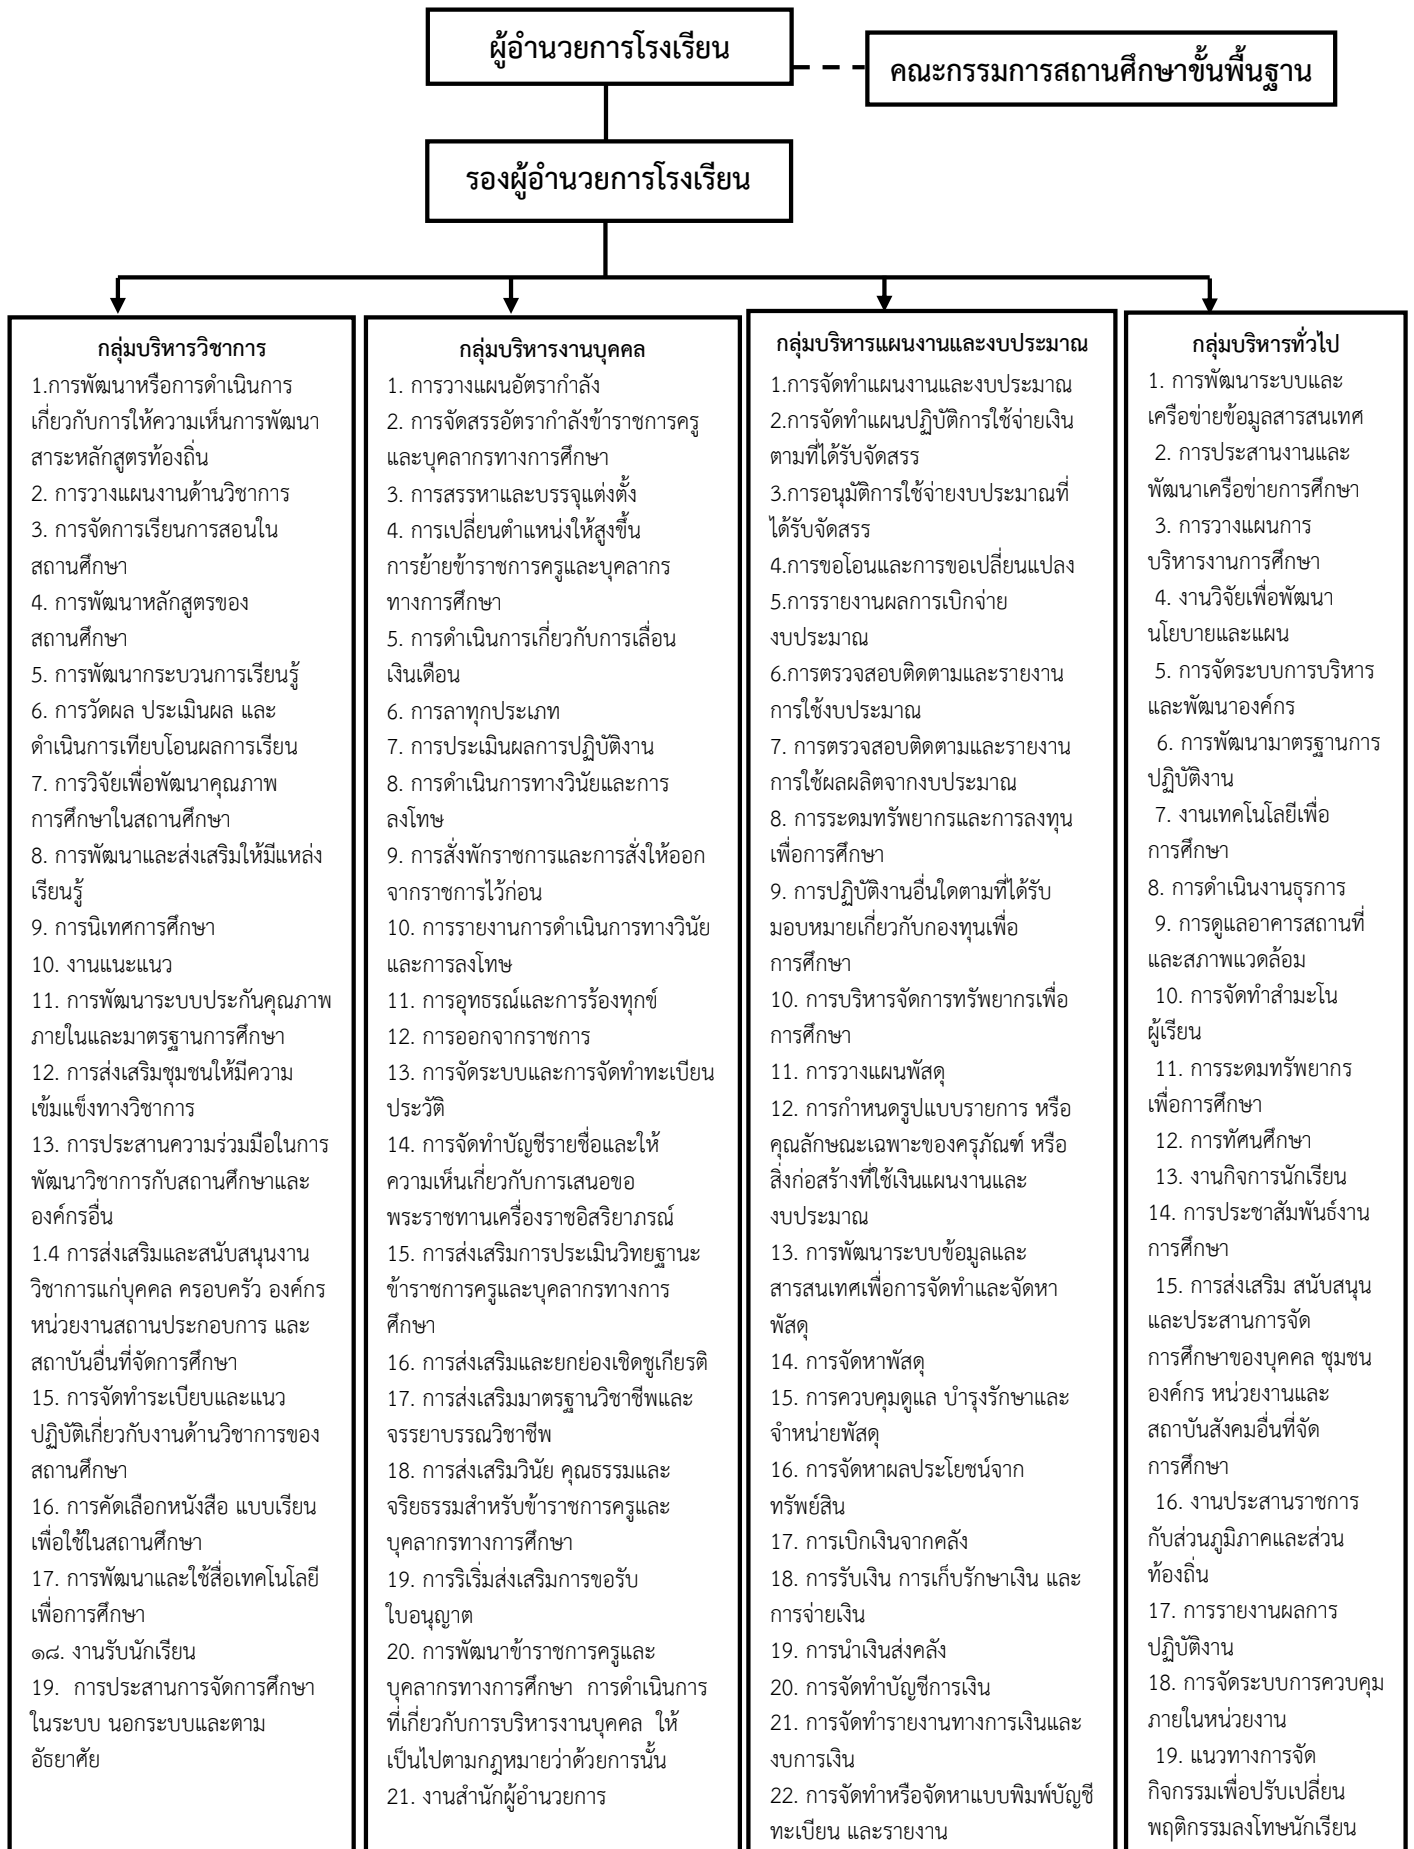 ผู้อำนวยการโรงเรียน
คณะกรรมการสถานศึกษาขั้นพื้นฐาน
รองผู้อำนวยการโรงเรียน
กลุ่มบริหารวิชาการ
1.การพัฒนาหรือการดำเนินการ
เกี่ยวกับการให้ความเห็นการพัฒนา
สาระหลักสูตรท้องถิ่น
2. การวางแผนงานด้านวิชาการ
3. การจัดการเรียนการสอนใน
สถานศึกษา
4. การพัฒนาหลักสูตรของ
สถานศึกษา
5. การพัฒนากระบวนการเรียนรู้
6. การวัดผล ประเมินผล และ
ดำเนินการเทียบโอนผลการเรียน
7. การวิจัยเพื่อพัฒนาคุณภาพ
การศึกษาในสถานศึกษา
8. การพัฒนาและส่งเสริมให้มีแหล่ง
เรียนรู้
9. การนิเทศการศึกษา
10. งานแนะแนว
11. การพัฒนาระบบประกันคุณภาพ
ภายในและมาตรฐานการศึกษา
12. การส่งเสริมชุมชนให้มีความ
เข้มแข็งทางวิชาการ
13. การประสานความร่วมมือในการ
พัฒนาวิชาการกับสถานศึกษาและ
องค์กรอื่น
1.4 การส่งเสริมและสนับสนุนงาน
วิชาการแก่บุคคล ครอบครัว องค์กร
หน่วยงานสถานประกอบการ และ
สถาบันอื่นที่จัดการศึกษา
15. การจัดทำระเบียบและแนว
ปฏิบัติเกี่ยวกับงานด้านวิชาการของ
สถานศึกษา
16. การคัดเลือกหนังสือ แบบเรียน
เพื่อใช้ในสถานศึกษา
17. การพัฒนาและใช้สื่อเทคโนโลยี
เพื่อการศึกษา
๑๘. งานรับนักเรียน
19. การประสานการจัดการศึกษา
ในระบบ นอกระบบและตาม
อัธยาศัย
กลุ่มบริหารงานบุคคล
1. การวางแผนอัตรากำลัง
2. การจัดสรรอัตรากำลังข้าราชการครู
และบุคลากรทางการศึกษา
3. การสรรหาและบรรจุแต่งตั้ง
4. การเปลี่ยนตำแหน่งให้สูงขึ้น
การย้ายข้าราชการครูและบุคลากร
ทางการศึกษา
5. การดำเนินการเกี่ยวกับการเลื่อน
เงินเดือน
6. การลาทุกประเภท
7. การประเมินผลการปฏิบัติงาน
8. การดำเนินการทางวินัยและการ
ลงโทษ
9. การสั่งพักราชการและการสั่งให้ออก
จากราชการไว้ก่อน
10. การรายงานการดำเนินการทางวินัย
และการลงโทษ
11. การอุทธรณ์และการร้องทุกข์
12. การออกจากราชการ
13. การจัดระบบและการจัดทำทะเบียน
ประวัติ
14. การจัดทำบัญชีรายชื่อและให้
ความเห็นเกี่ยวกับการเสนอขอ
พระราชทานเครื่องราชอิสริยาภรณ์
15. การส่งเสริมการประเมินวิทยฐานะ
ข้าราชการครูและบุคลากรทางการ
ศึกษา
16. การส่งเสริมและยกย่องเชิดชูเกียรติ
17. การส่งเสริมมาตรฐานวิชาชีพและ
จรรยาบรรณวิชาชีพ
18. การส่งเสริมวินัย คุณธรรมและ
จริยธรรมสำหรับข้าราชการครูและ
บุคลากรทางการศึกษา
19. การริเริ่มส่งเสริมการขอรับ
ใบอนุญาต
20. การพัฒนาข้าราชการครูและ
บุคลากรทางการศึกษา การดำเนินการ
ที่เกี่ยวกับการบริหารงานบุคคล ให้
เป็นไปตามกฎหมายว่าด้วยการนั้น
21. งานสำนักผู้อำนวยการ
กลุ่มบริหารแผนงานและงบประมาณ
1.การจัดทำแผนงานและงบประมาณ
2.การจัดทำแผนปฏิบัติการใช้จ่ายเงิน
ตามที่ได้รับจัดสรร
3.การอนุมัติการใช้จ่ายงบประมาณที่
ได้รับจัดสรร
4.การขอโอนและการขอเปลี่ยนแปลง
5.การรายงานผลการเบิกจ่าย
งบประมาณ
6.การตรวจสอบติดตามและรายงาน
การใช้งบประมาณ
7. การตรวจสอบติดตามและรายงาน
การใช้ผลผลิตจากงบประมาณ
8. การระดมทรัพยากรและการลงทุน
เพื่อการศึกษา
9. การปฏิบัติงานอื่นใดตามที่ได้รับ
มอบหมายเกี่ยวกับกองทุนเพื่อ
การศึกษา
10. การบริหารจัดการทรัพยากรเพื่อ
การศึกษา
11. การวางแผนพัสดุ
12. การกำหนดรูปแบบรายการ หรือ
คุณลักษณะเฉพาะของครุภัณฑ์ หรือ
สิ่งก่อสร้างที่ใช้เงินแผนงานและ
งบประมาณ
13. การพัฒนาระบบข้อมูลและ
สารสนเทศเพื่อการจัดทำและจัดหา
พัสดุ
14. การจัดหาพัสดุ
15. การควบคุมดูแล บำรุงรักษาและ
จำหน่ายพัสดุ
16. การจัดหาผลประโยชน์จาก
ทรัพย์สิน
17. การเบิกเงินจากคลัง
18. การรับเงิน การเก็บรักษาเงิน และ
การจ่ายเงิน
19. การนำเงินส่งคลัง
20. การจัดทำบัญชีการเงิน
21. การจัดทำรายงานทางการเงินและ
งบการเงิน
22. การจัดทำหรือจัดหาแบบพิมพ์บัญชี
ทะเบียน และรายงาน
กลุ่มบริหารทั่วไป
1. การพัฒนาระบบและ
เครือข่ายข้อมูลสารสนเทศ
2. การประสานงานและ
พัฒนาเครือข่ายการศึกษา
3. การวางแผนการ
บริหารงานการศึกษา
4. งานวิจัยเพื่อพัฒนา
นโยบายและแผน
5. การจัดระบบการบริหาร
และพัฒนาองค์กร
6. การพัฒนามาตรฐานการ
ปฏิบัติงาน
7. งานเทคโนโลยีเพื่อ
การศึกษา
8. การดำเนินงานธุรการ
9. การดูแลอาคารสถานที่
และสภาพแวดล้อม
10. การจัดทำสำมะโน
ผู้เรียน
11. การระดมทรัพยากร
เพื่อการศึกษา
12. การทัศนศึกษา
13. งานกิจการนักเรียน
14. การประชาสัมพันธ์งาน
การศึกษา
15. การส่งเสริม สนับสนุน
และประสานการจัด
การศึกษาของบุคคล ชุมชน
องค์กร หน่วยงานและ
สถาบันสังคมอื่นที่จัด
การศึกษา
16. งานประสานราชการ
กับส่วนภูมิภาคและส่วน
ท้องถิ่น
17. การรายงานผลการ
ปฏิบัติงาน
18. การจัดระบบการควบคุม
ภายในหน่วยงาน
19. แนวทางการจัด
กิจกรรมเพื่อปรับเปลี่ยน
พฤติกรรมลงโทษนักเรียน